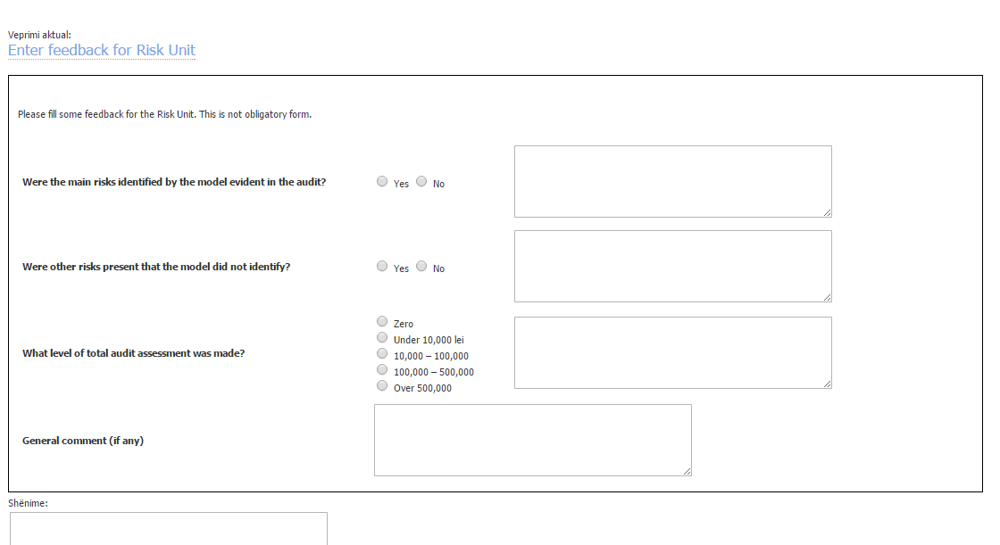 Veprimi aktual:
Enter feedback for Risk Unit
Please fill some feedback for the Risk Unit. This is not obligatory form.
Were the main risks identified by the model evident in the audit?
Yes No
Were other risks present that the model did not identify?
Yes No
What level of total audit assessment was made?
Zero
Under 10,000 lei
10,000 – 100,000
100,000 – 500,000
Over 500,000
General comment (if any)
Shënime: